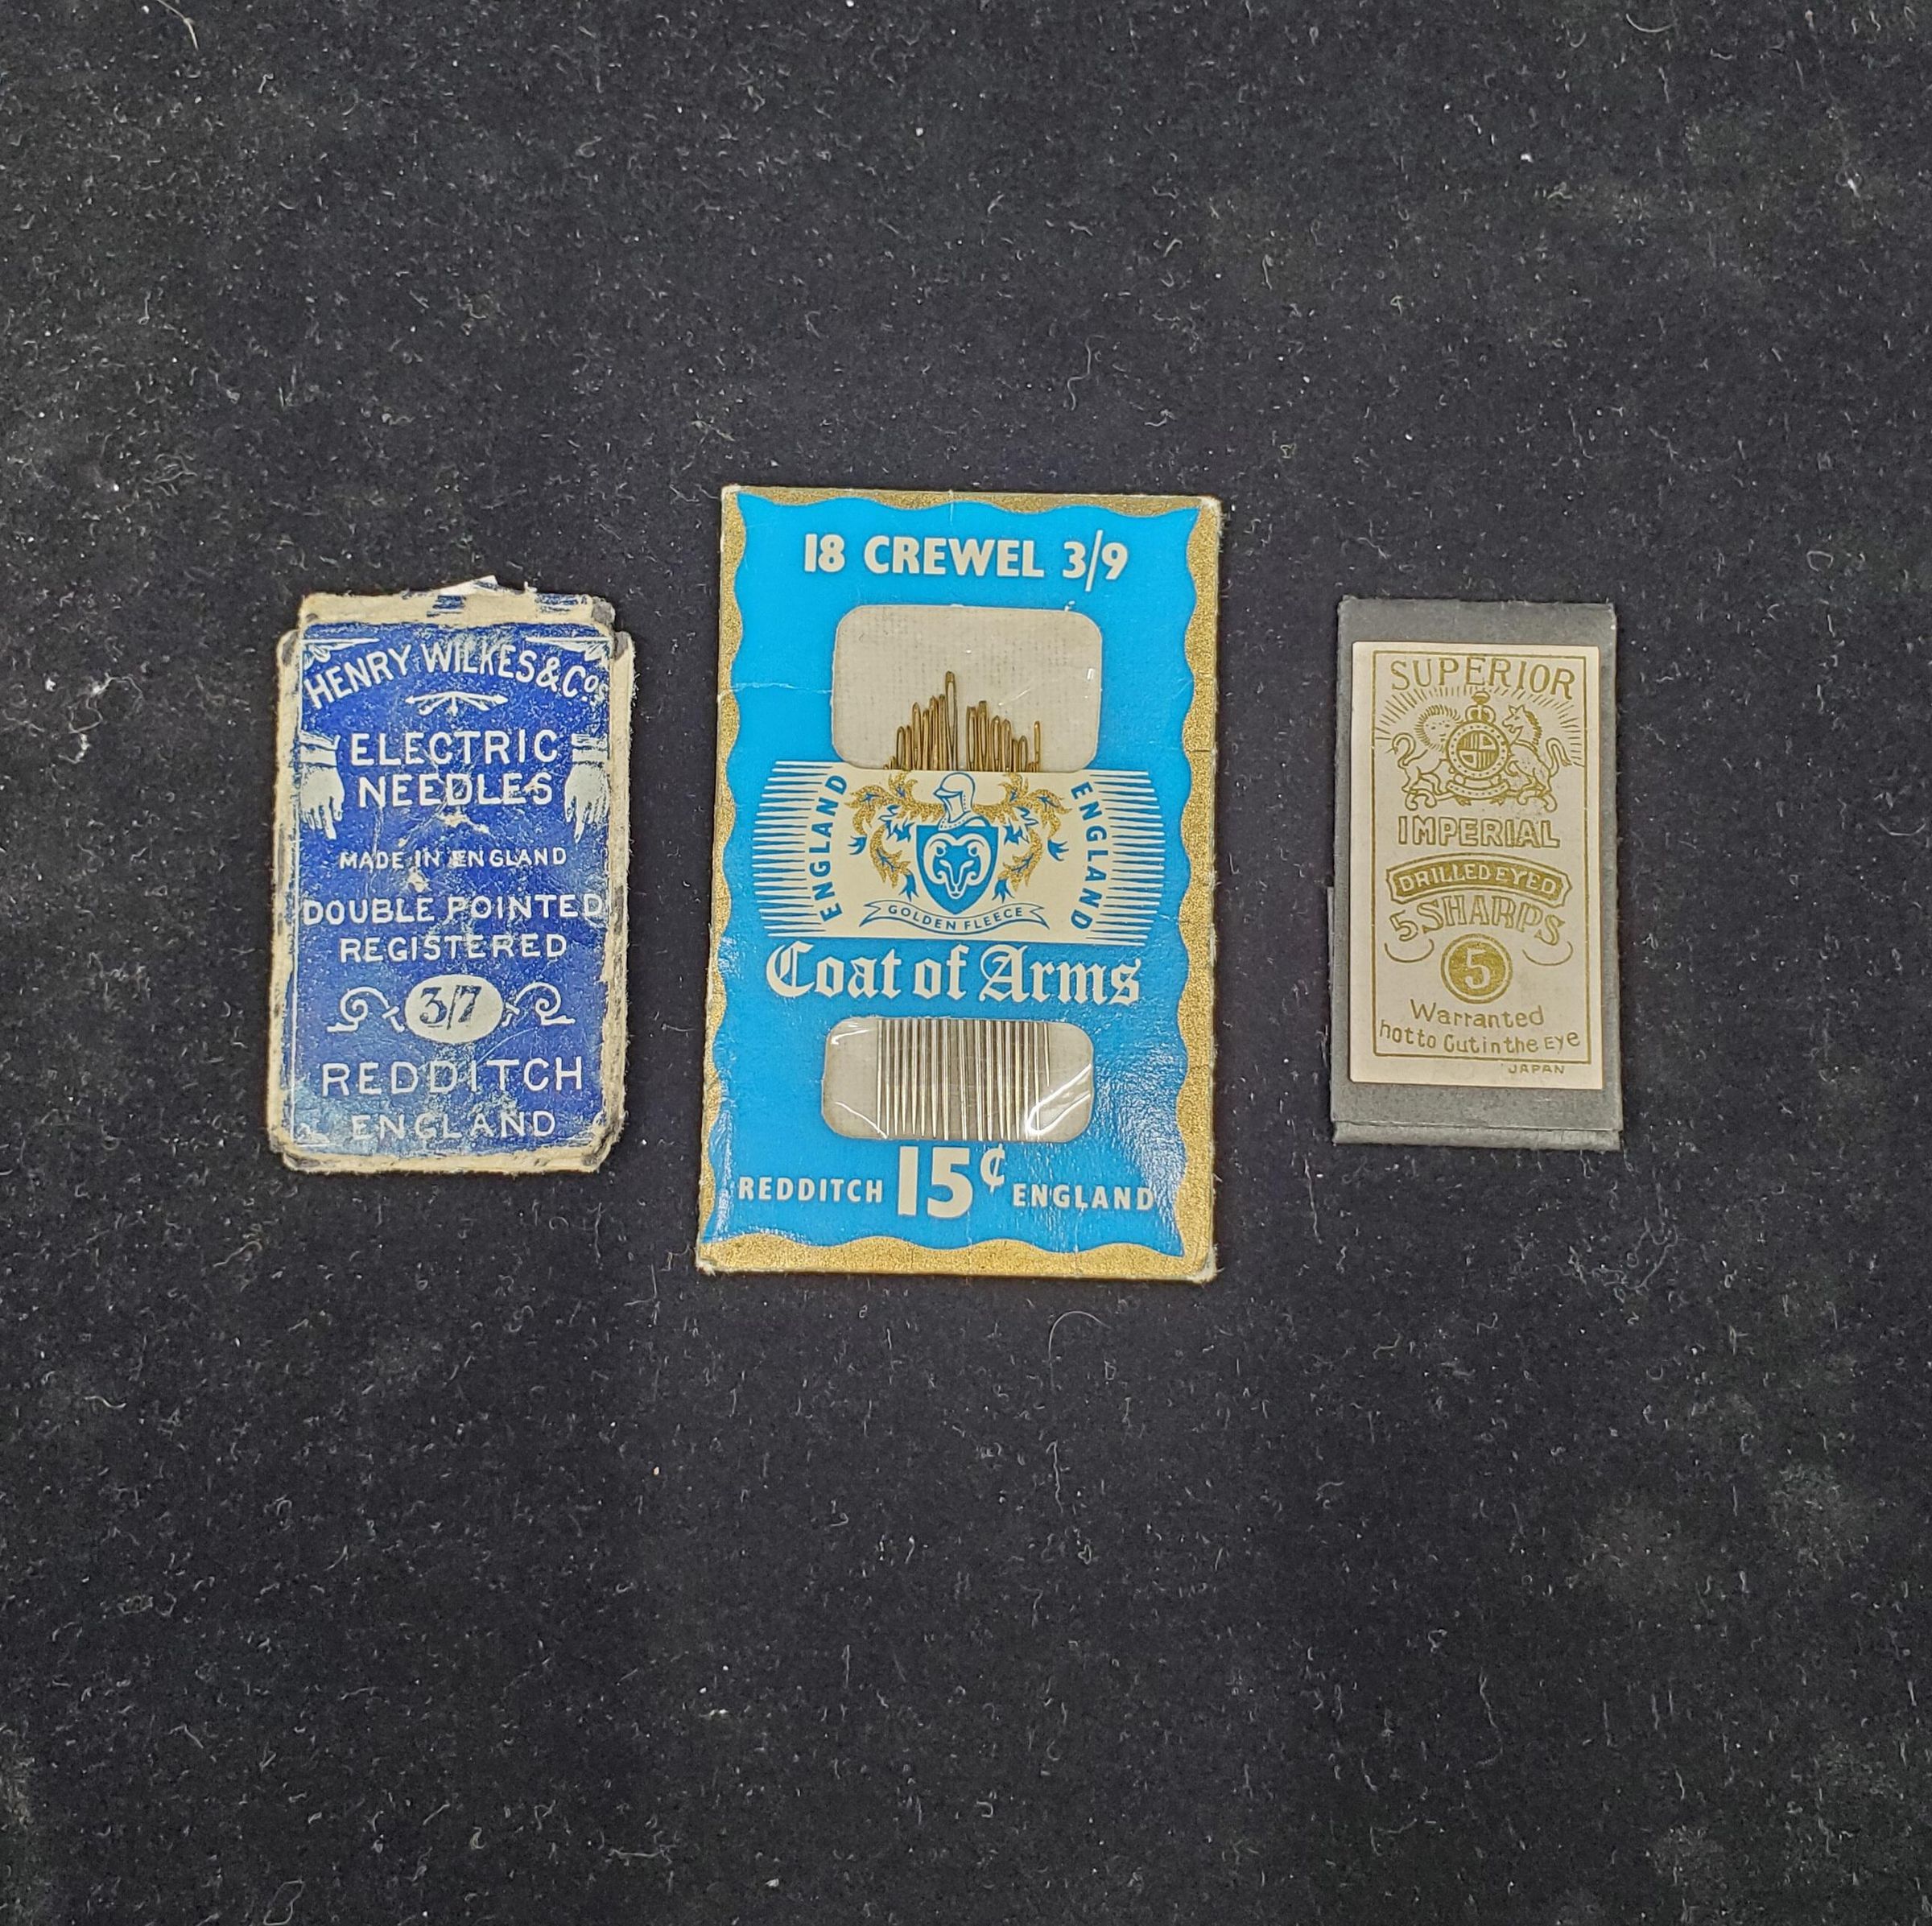 HENRY WILKES & Cos
ELECTRIC
NEEDLES
MADE IN ENGLAND
DOUBLE POINTED
REGISTERED
3/7
REDDITCH
ENGLAND
18 CREWEL 3/9
ENGLAND
ENGLAND
GOLDEN FLEECE
Coat of Arms
REDDITCH 15¢ ENGLAND
SUPERIOR
IMPERIAL
DRILLED EYED
5 SHARPS
5
Warranted
not to Cut in the Eye
JAPAN